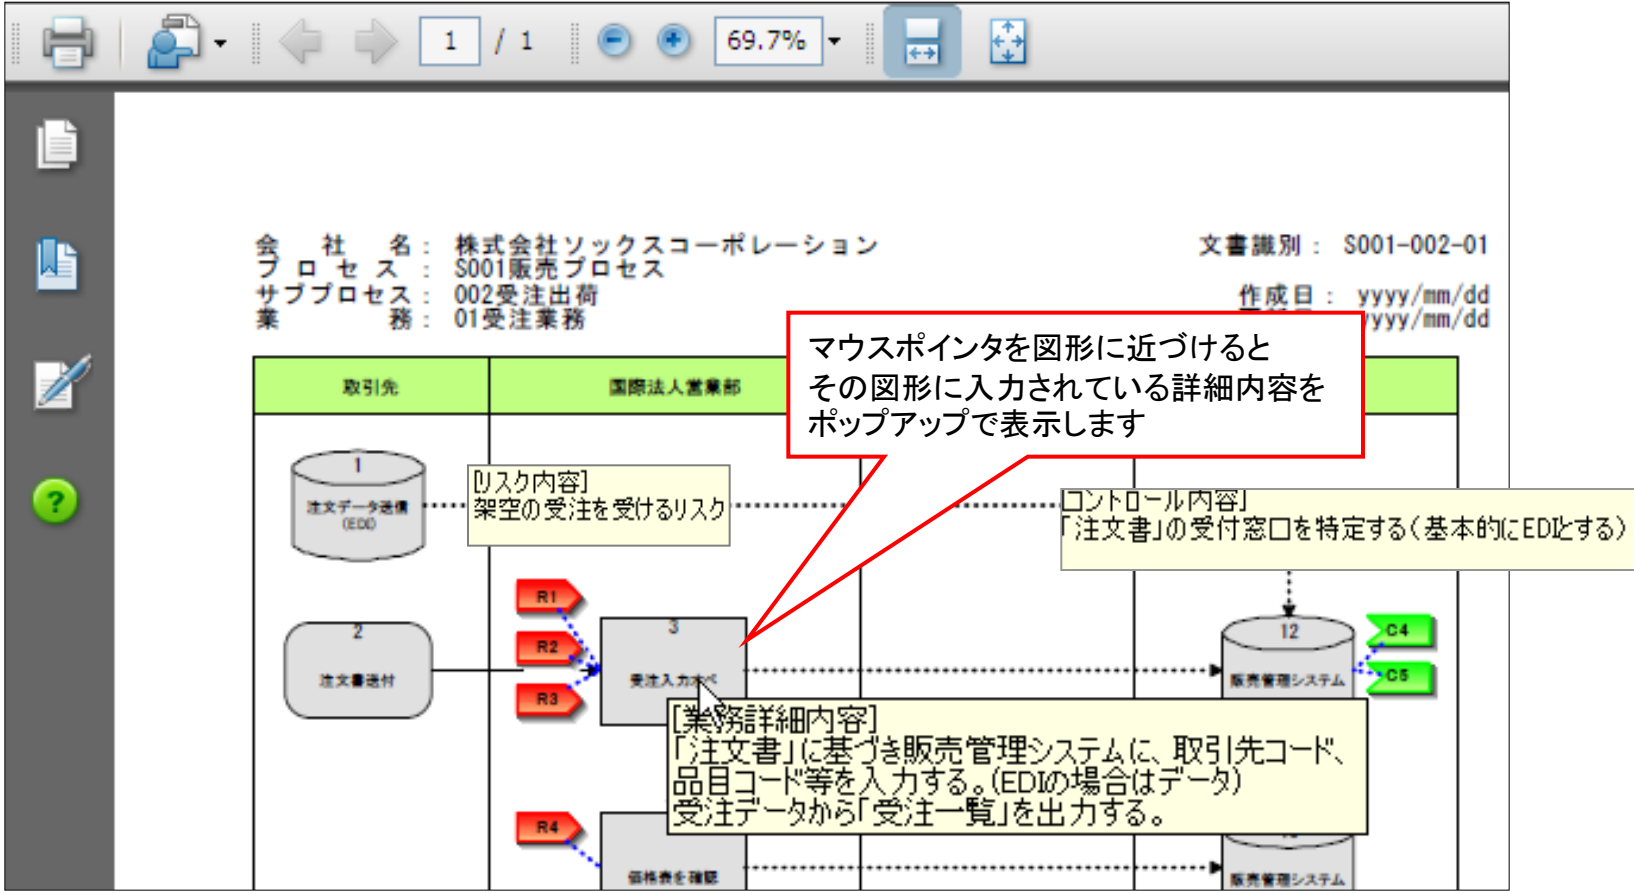 1 / 1
69.7%
会 社 名： 株式会社ソックスコーポレーション
文書識別： S001-002-01
プロセス： S001販売プロセス
サブプロセス： 002受注出荷
作成日： yyyy/mm/dd
業 務： 01受注業務
yyyy/mm/dd
マウスポインタを図形に近づけると
その図形に入力されている詳細内容を
ポップアップで表示します
取引先
国際法人営業部
1
注文データ送信
(EDI)
[リスク内容]
架空の受注を受けるリスク
[コントロール内容]
「注文書」の受付窓口を特定する（基本的にEDIとする）
R1
R2
R3
2
注文書送付
3
受注入力
12
販売管理システム
C4
C5
[業務詳細内容]
「注文書」に基づき販売管理システムに、取引先コード、
品目コード等を入力する。（EDIの場合はデータ）
受注データから「受注一覧」を出力する。
R4
価格表を確認
販売管理システム
?